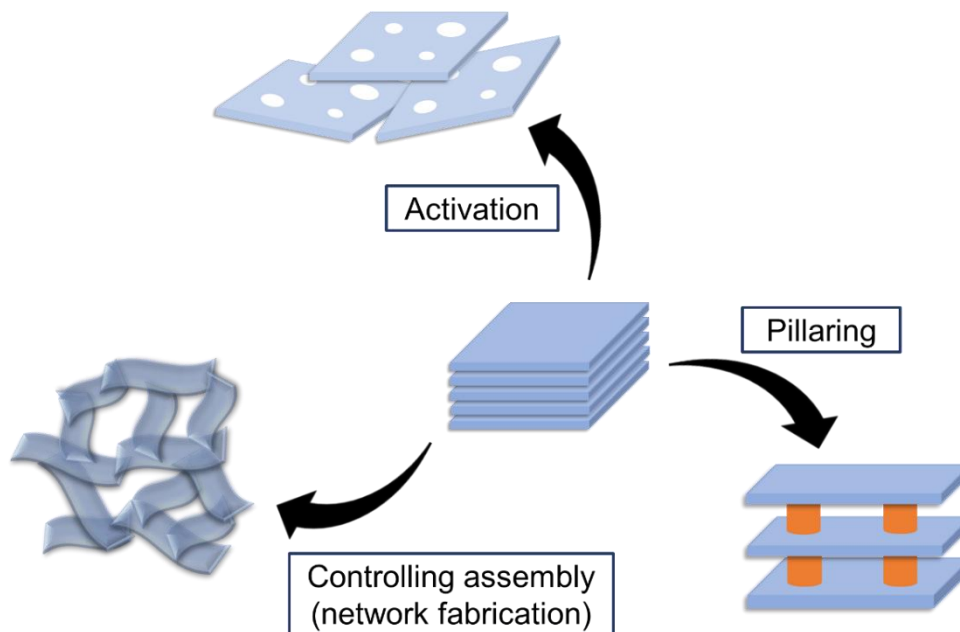 Activation
Pillaring
Controlling assembly
(network fabrication)